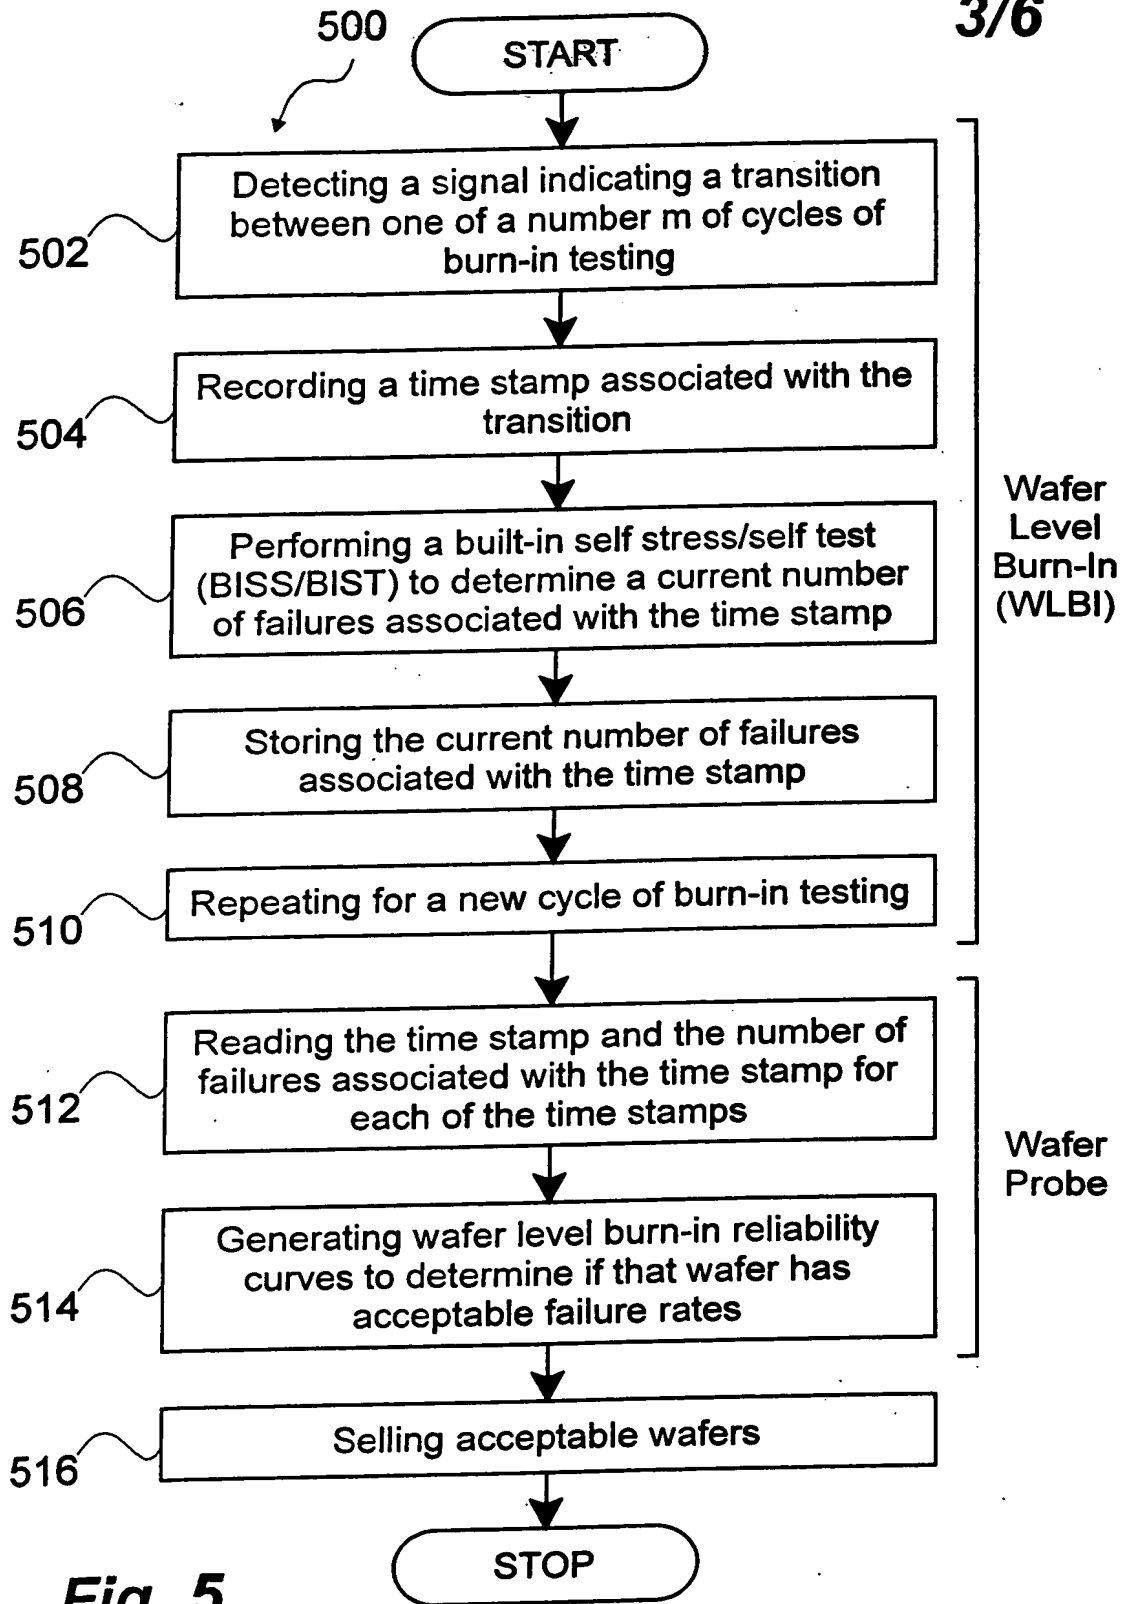 3/6
500
START
Detecting a signal indicating a transition
between one of a number m of cycles of
burn-in testing
502
Recording a time stamp associated with the
transition
504
Performing a built-in self stress/self test
(BISS/BIST) to determine a current number
of failures associated with the time stamp
506
Storing the current number of failures
associated with the time stamp
508
Repeating for a new cycle of burn-in testing
510
Wafer
Level
Burn-In
(WLBI)
Reading the time stamp and the number of
failures associated with the time stamp for
each of the time stamps
512
Generating wafer level burn-in reliability
curves to determine if that wafer has
acceptable failure rates
514
Wafer
Probe
Selling acceptable wafers
516
STOP
Fig. 5